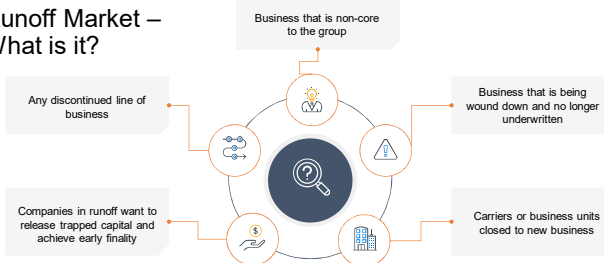 unoff Market –
What is it?
Business that is non-core
to the group
Any discontinued line of
business
Business that is being
wound down and no longer
underwritten
Companies in runoff want to
release trapped capital and
achieve early finality
Carriers or business units
closed to new business
?
!
$